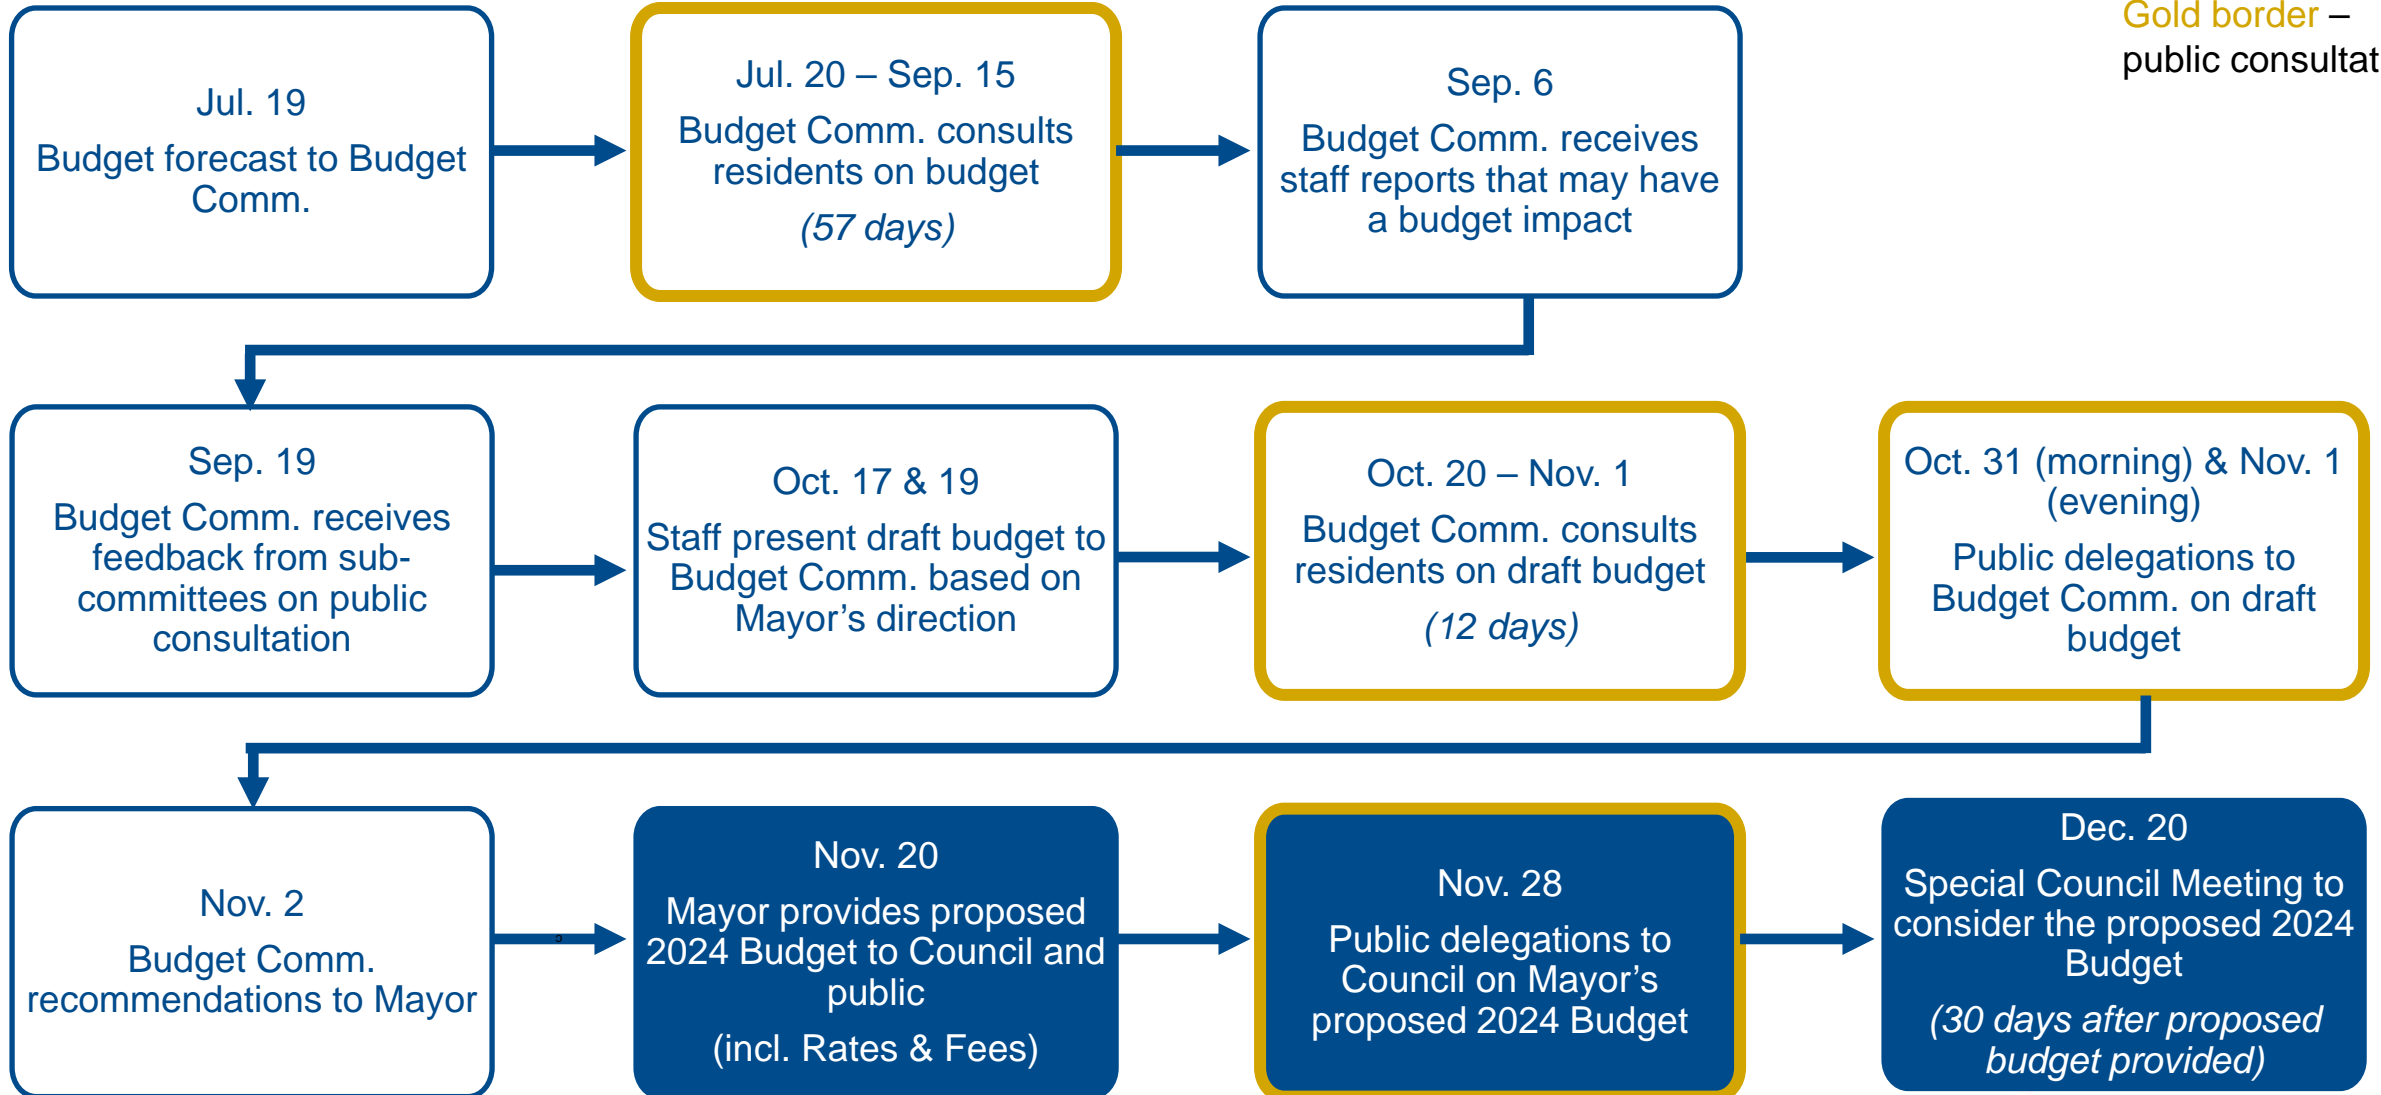 Gold border –
public consultat
Jul. 19
Budget forecast to Budget
Comm.
Jul. 20 – Sep. 15
Budget Comm. consults
residents on budget
(57 days)
Sep. 6
Budget Comm. receives
staff reports that may have
a budget impact
Sep. 19
Budget Comm. receives
feedback from sub-
committees on public
consultation
Oct. 17 & 19
Staff present draft budget to
Budget Comm. based on
Mayor’s direction
Oct. 20 – Nov. 1
Budget Comm. consults
residents on draft budget
(12 days)
Oct. 31 (morning) & Nov. 1
(evening)
Public delegations to
Budget Comm. on draft
budget
Nov. 2
Budget Comm.
recommendations to Mayor
Nov. 20
Mayor provides proposed
2024 Budget to Council and
public
(incl. Rates & Fees)
Nov. 28
Public delegations to
Council on Mayor’s
proposed 2024 Budget
Dec. 20
Special Council Meeting to
consider the proposed 2024
Budget
(30 days after proposed
budget provided)